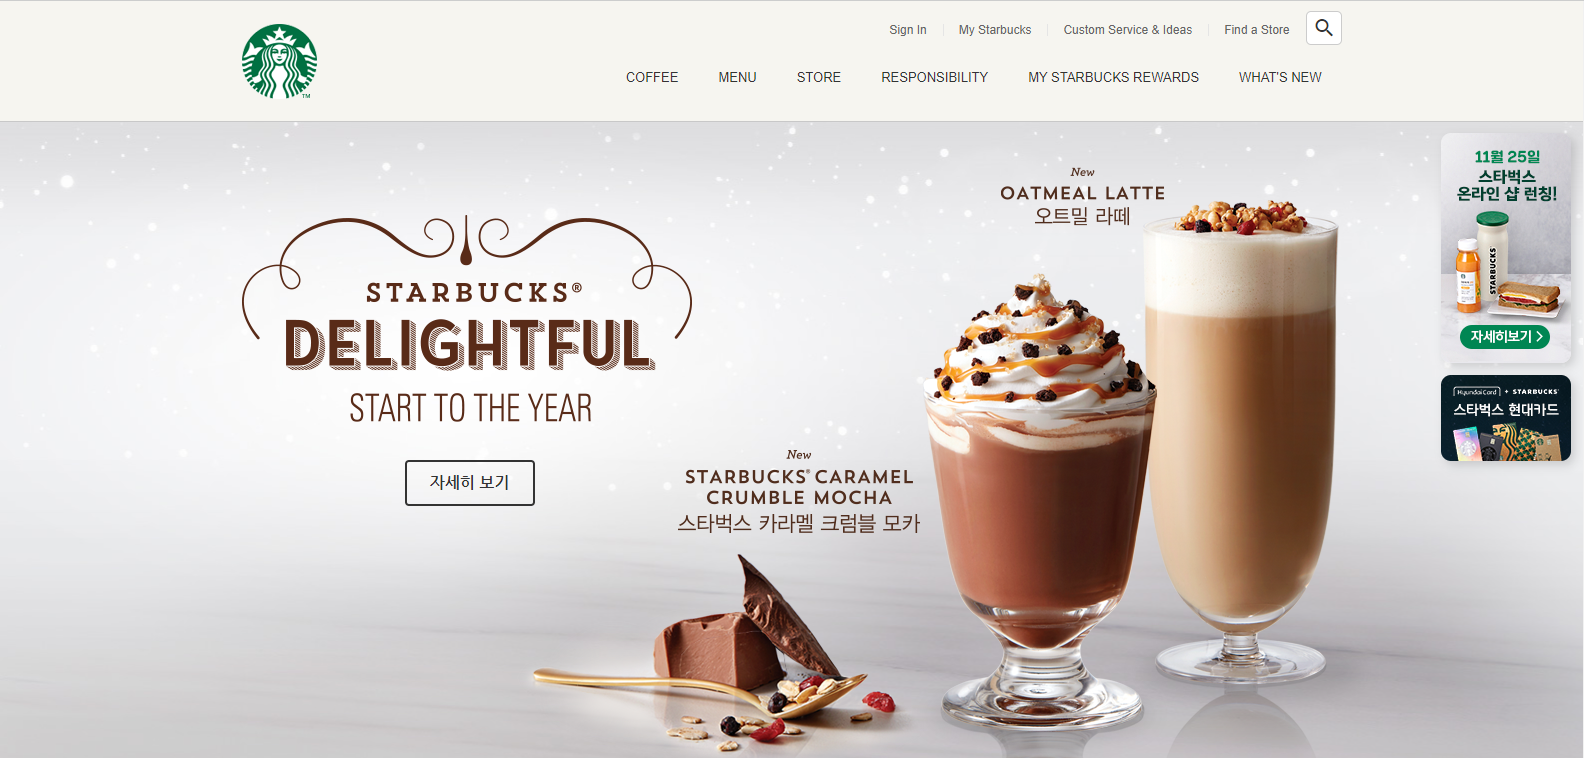 Sign In
My Starbucks
Custom Service & Ideas
Find a Store
COFFEE
MENU
STORE
RESPONSIBILITY
MY STARBUCKS REWARDS
WHAT'S NEW
TM
STARBUCKS®
DELIGHTFUL
START TO THE YEAR
자세히 보기
New
OATMEAL LATTE
오트밀 라떼
New
STARBUCKS® CARAMEL
CRUMBLE MOCHA
스타벅스 카라멜 크럼블 모카
11월 25일
스타벅스
온라인 샵 런칭!
STARBUCKS
자세히보기 >
HyundaiCard + STARBUCKS®
스타벅스 현대카드